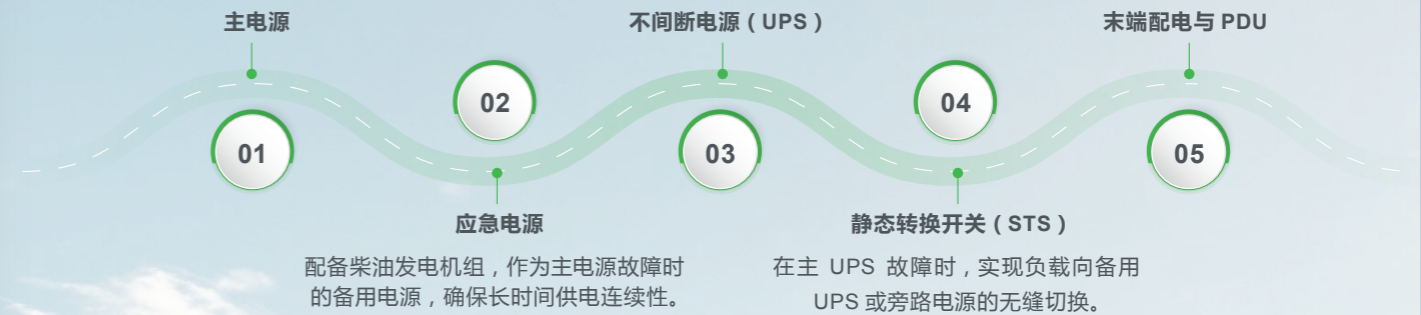 主电源
不间断电源（UPS）
末端配电与 PDU
02
04
01
03
05
应急电源
静态转换开关（STS）
配备柴油发电机组，作为主电源故障时
的备用电源，确保长时间供电连续性。
在主 UPS 故障时，实现负载向备用
UPS 或旁路电源的无缝切换。